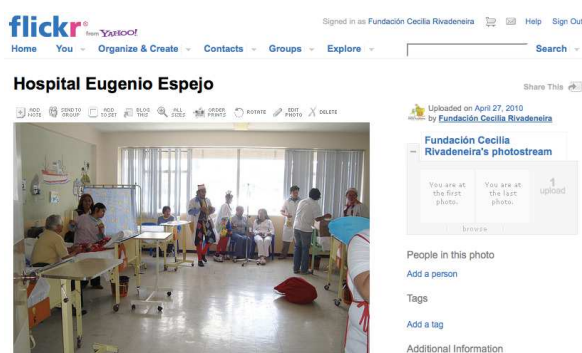 flickr from YAHOO!
Signed in as Fundación Cecilia Rivadeneira Help Sign Out
Home You Organize & Create Contacts Groups Explore Search
Hospital Eugenio Espejo
Share This
ADD NOTE SEND TO GROUP ADD TO SET BLOG THIS ALL SIZES ORDER PRINTS ROTATE EDIT PHOTO DELETE
Uploaded on April 27, 2010
by Fundación Cecilia Rivadeneira
Fundación Cecilia
Rivadeneira's photostream
You are at the first photo.
You are at the last photo.
1 upload
browse
People in this photo
Add a person
Tags
Add a tag
Additional Information